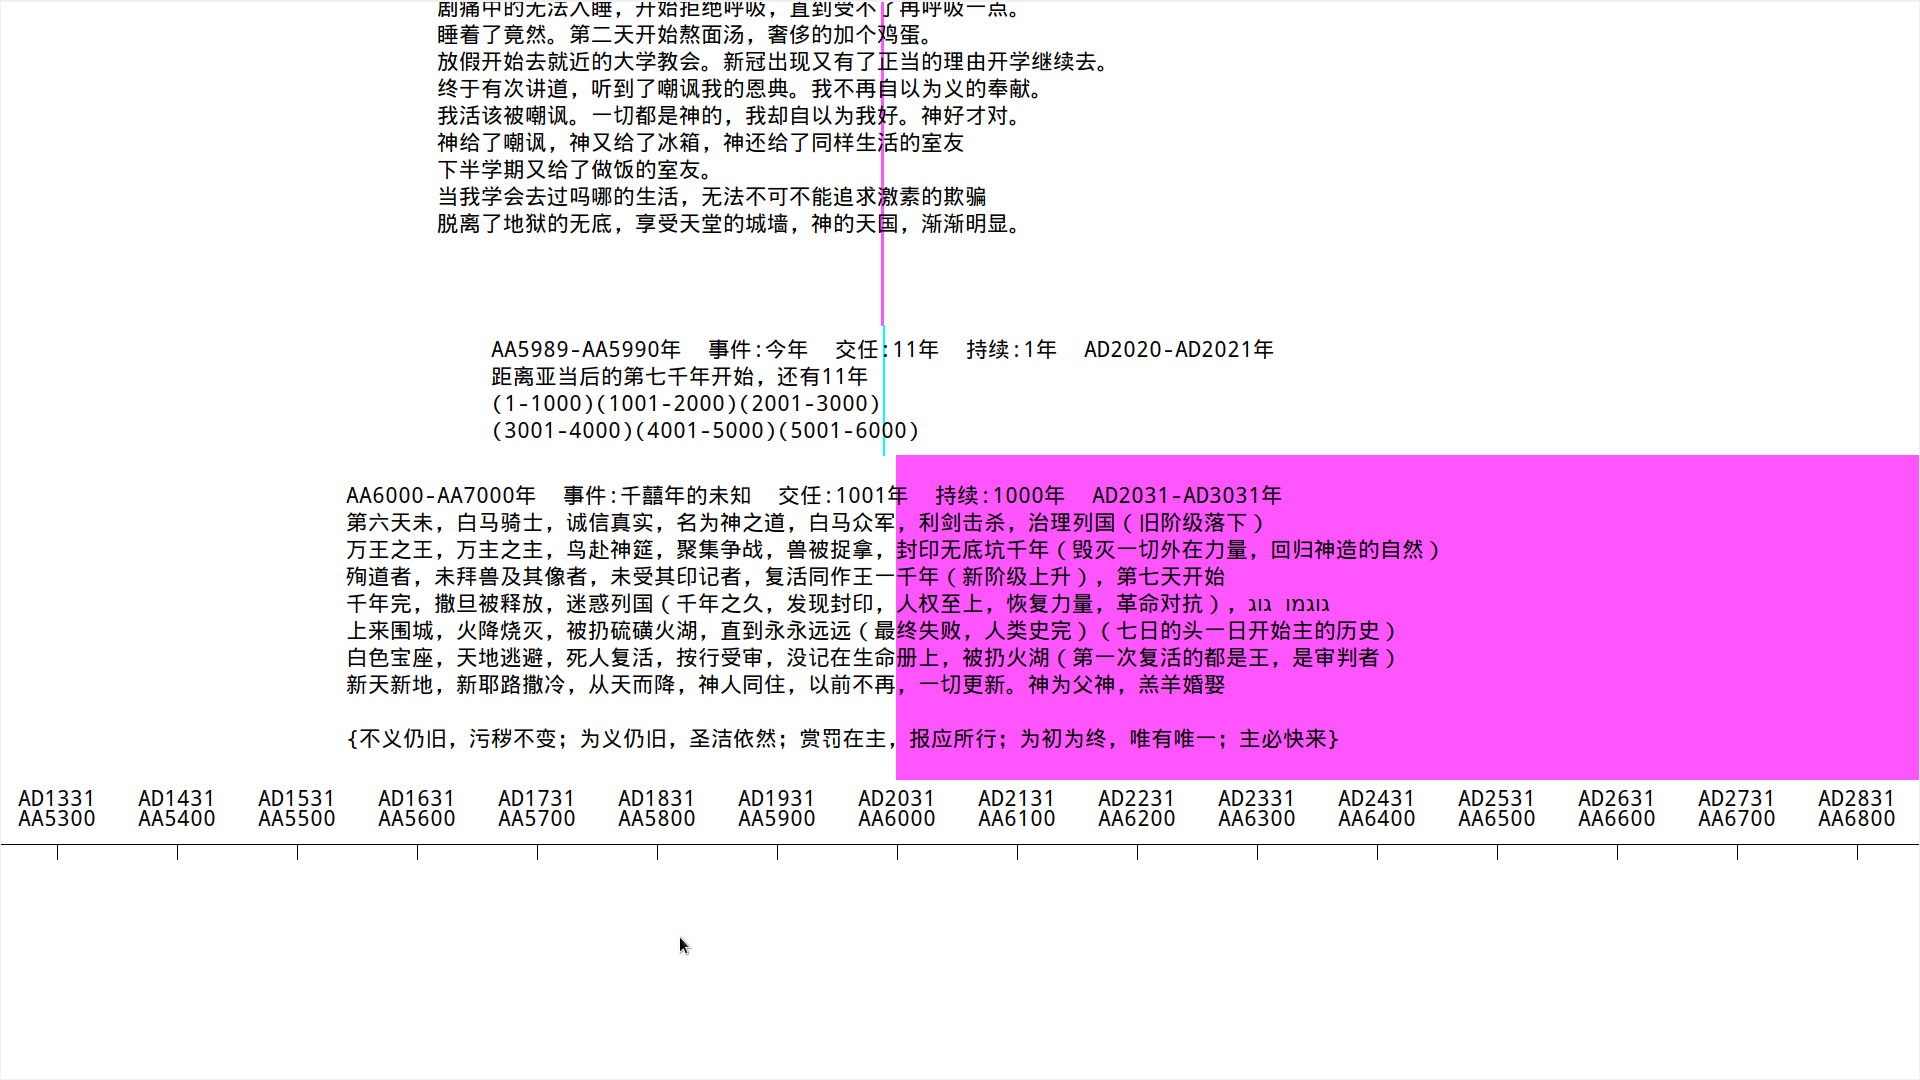 剧痛中的无法入睡，开始拒绝呼吸，直到受不了再呼吸一点。
睡着了竟然。第二天开始熬面汤，奢侈的加个鸡蛋。
放假开始去就近的大学教会。新冠出现又有了正当的理由开学继续去。
终于有次讲道，听到了嘲讽我的恩典。我不再自以为义的奉献。
我活该被嘲讽。一切都是神的，我却自以为我好。神好才对。
神给了嘲讽，神又给了冰箱，神还给了同样生活的室友
下半学期又给了做饭的室友。
当我学会去过吗哪的生活，无法不可不能追求激素的欺骗
脱离了地狱的无底，享受天堂的城墙，神的天国，渐渐明显。
AA5989-AA5990年  事件:今年  交任:11年  持续:1年  AD2020-AD2021年
距离亚当后的第七千年开始，还有11年
(1-1000)(1001-2000)(2001-3000)
(3001-4000)(4001-5000)(5001-6000)
AA6000-AA7000年  事件:千囍年的未知  交任:1001年  持续:1000年  AD2031-AD3031年
第六天未，白马骑士，诚信真实，名为神之道，白马众军，利剑击杀，治理列国（旧阶级落下）
万王之王，万主之主，鸟赴神筵，聚集争战，兽被捉拿，封印无底坑千年（毁灭一切外在力量，回归神造的自然）
殉道者，未拜兽及其像者，未受其印记者，复活同作王一千年（新阶级上升），第七天开始
千年完，撒旦被释放，迷惑列国（千年之久，发现封印，人权至上，恢复力量，革命对抗），גוג ומגוג
上来围城，火降烧灭，被扔硫磺火湖，直到永永远远（最终失败，人类史完）（七日的头一日开始主的历史）
白色宝座，天地逃避，死人复活，按行受审，没记在生命册上，被扔火湖（第一次复活的都是王，是审判者）
新天新地，新耶路撒冷，从天而降，神人同住，以前不再，一切更新。神为父神，羔羊婚娶
{不义仍旧，污秽不变；为义仍旧，圣洁依然；赏罚在主，报应所行；为初为终，唯有唯一；主必快来}
AD1331 AD1431 AD1531 AD1631 AD1731 AD1831 AD1931 AD2031 AD2131 AD2231 AD2331 AD2431 AD2531 AD2631 AD2731 AD2831
AA5300 AA5400 AA5500 AA5600 AA5700 AA5800 AA5900 AA6000 AA6100 AA6200 AA6300 AA6400 AA6500 AA6600 AA6700 AA6800